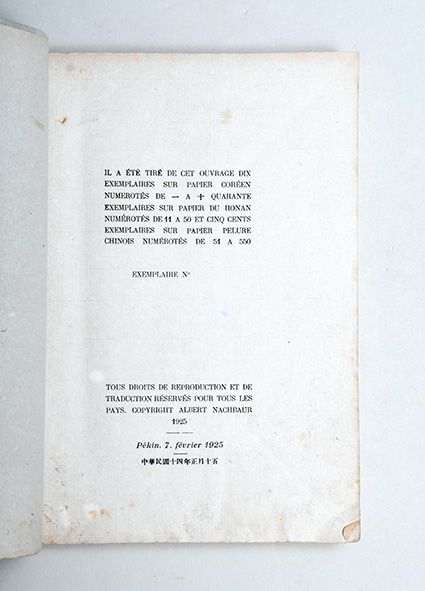 IL A ÉTÉ TIRÉ DE CET OUVRAGE DIX
EXEMPLAIRES SUR PAPIER CORÉEN
NUMEROTÉS DE 一 A 十 QUARANTE
EXEMPLAIRES SUR PAPIER DU HONAN
NUMÉROTÉS DE 11 A 50 ET CINQ CENTS
EXEMPLAIRES SUR PAPIER PELURE
CHINOIS NUMÉROTÉS DE 51 A 550
EXEMPLAIRE N°
TOUS DROITS DE REPRODUCTION ET DE
TRADUCTION RÉSERVÉS POUR TOUS LES
PAYS. COPYRIGHT ALBERT NACHBAUR
1925
Pékin. 7. février 1925
中華民國十四年正月十五